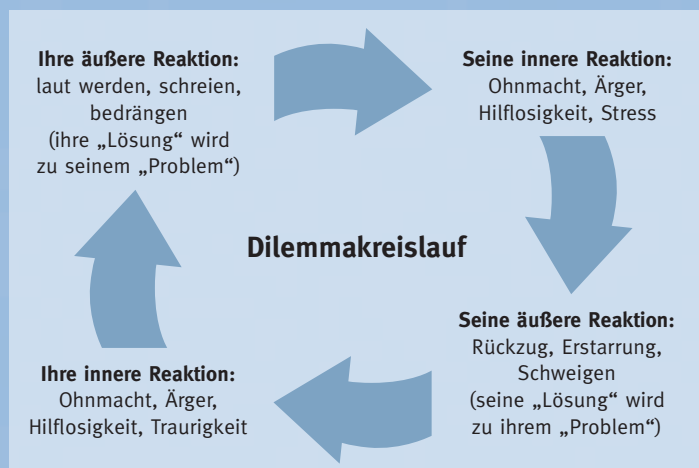 Ihre äußere Reaktion:
laut werden, schreien,
bedrängen
(ihre „Lösung“ wird
zu seinem „Problem“)
Seine innere Reaktion:
Ohnmacht, Ärger,
Hilflosigkeit, Stress
Dilemmakreislauf
Seine äußere Reaktion:
Rückzug, Erstarrung,
Schweigen
(seine „Lösung“ wird
zu ihrem „Problem“)
Ihre innere Reaktion:
Ohnmacht, Ärger,
Hilflosigkeit, Traurigkeit